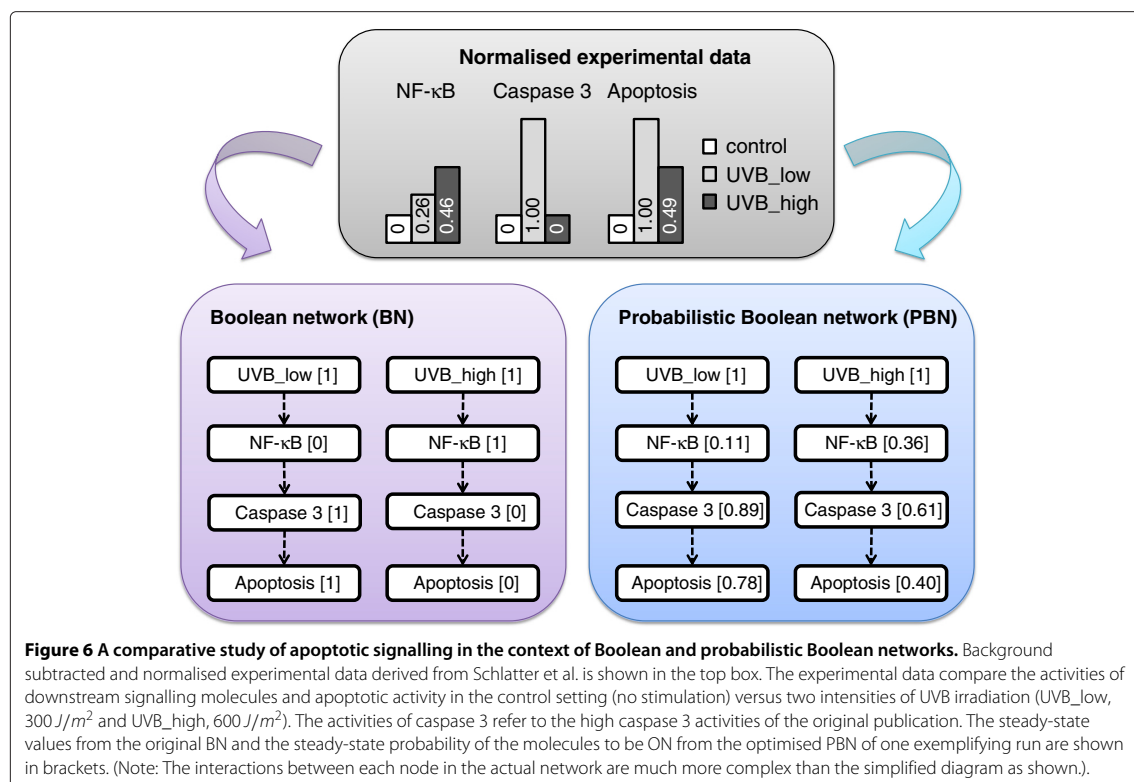 Normalised experimental data
NF-κB Caspase 3 Apoptosis
control
UVB_low
UVB_high
0 0.26 0.46 0 1.00 0 0 1.00 0.49
Boolean network (BN)
UVB_low [1] UVB_high [1]
NF-κB [0] NF-κB [1]
Caspase 3 [1] Caspase 3 [0]
Apoptosis [1] Apoptosis [0]
Probabilistic Boolean network (PBN)
UVB_low [1] UVB_high [1]
NF-κB [0.11] NF-κB [0.36]
Caspase 3 [0.89] Caspase 3 [0.61]
Apoptosis [0.78] Apoptosis [0.40]
Figure 6 A comparative study of apoptotic signalling in the context of Boolean and probabilistic Boolean networks. Background
subtracted and normalised experimental data derived from Schlatter et al. is shown in the top box. The experimental data compare the activities of
downstream signalling molecules and apoptotic activity in the control setting (no stimulation) versus two intensities of UVB irradiation (UVB_low,
300 J/m² and UVB_high, 600 J/m²). The activities of caspase 3 refer to the high caspase 3 activities of the original publication. The steady-state
values from the original BN and the steady-state probability of the molecules to be ON from the optimised PBN of one exemplifying run are shown
in brackets. (Note: The interactions between each node in the actual network are much more complex than the simplified diagram as shown.).